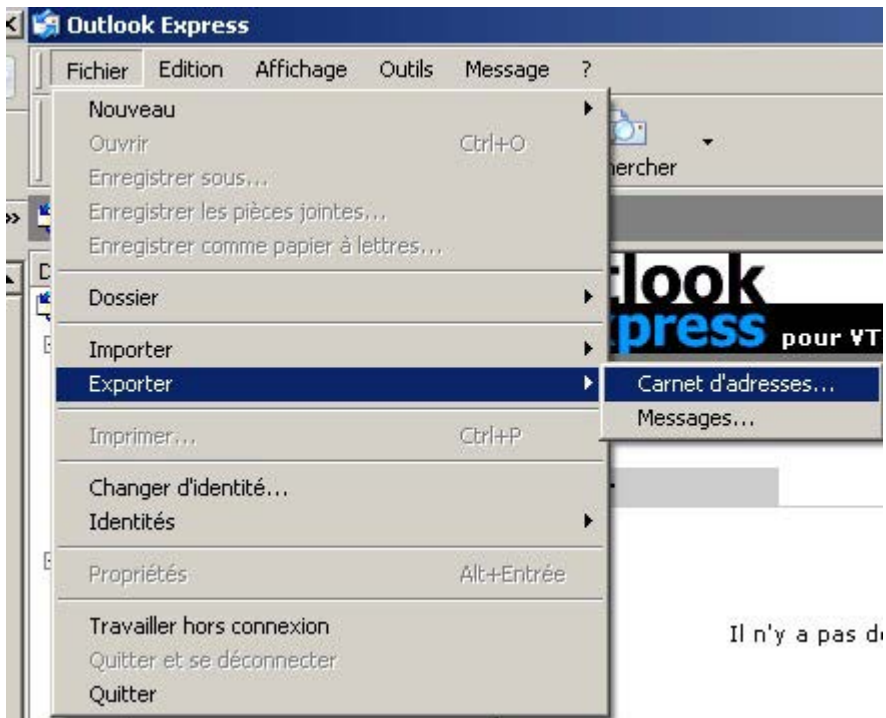 Outlook Express
Fichier Edition Affichage Outils Message ?
Nouveau
Ouvrir Ctrl+O
Enregistrer sous...
Enregistrer les pièces jointes...
Enregistrer comme papier à lettres...
Dossier
Importer
Exporter
Carnet d'adresses...
Messages...
Imprimer... Ctrl+P
Changer d'identité...
Identités
Propriétés Alt+Entrée
Travailler hors connexion
Quitter et se déconnecter
Quitter
ercher
tlook
xpress pour VT
Il n'y a pas de